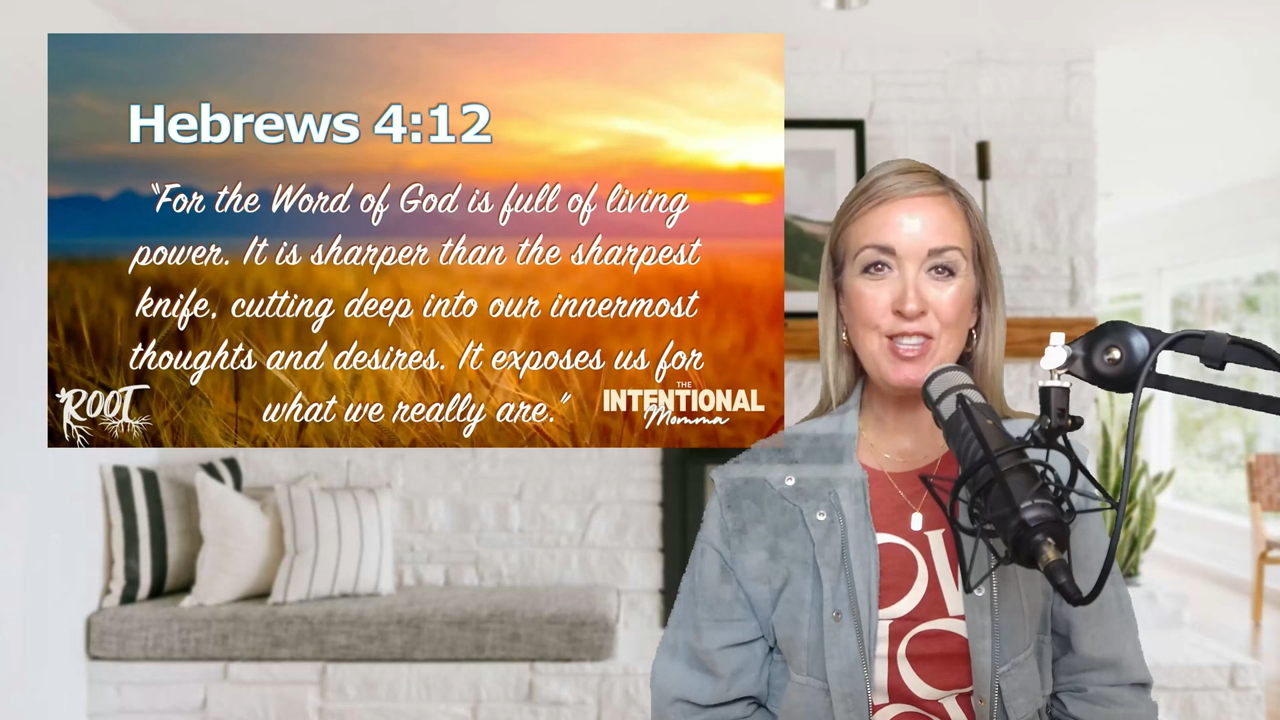 Hebrews 4:12
“For the Word of God is full of living
power. It is sharper than the sharpest
knife, cutting deep into our innermost
thoughts and desires. It exposes us for
what we really are.”
ROOT
THE
INTENTIONAL
Momma